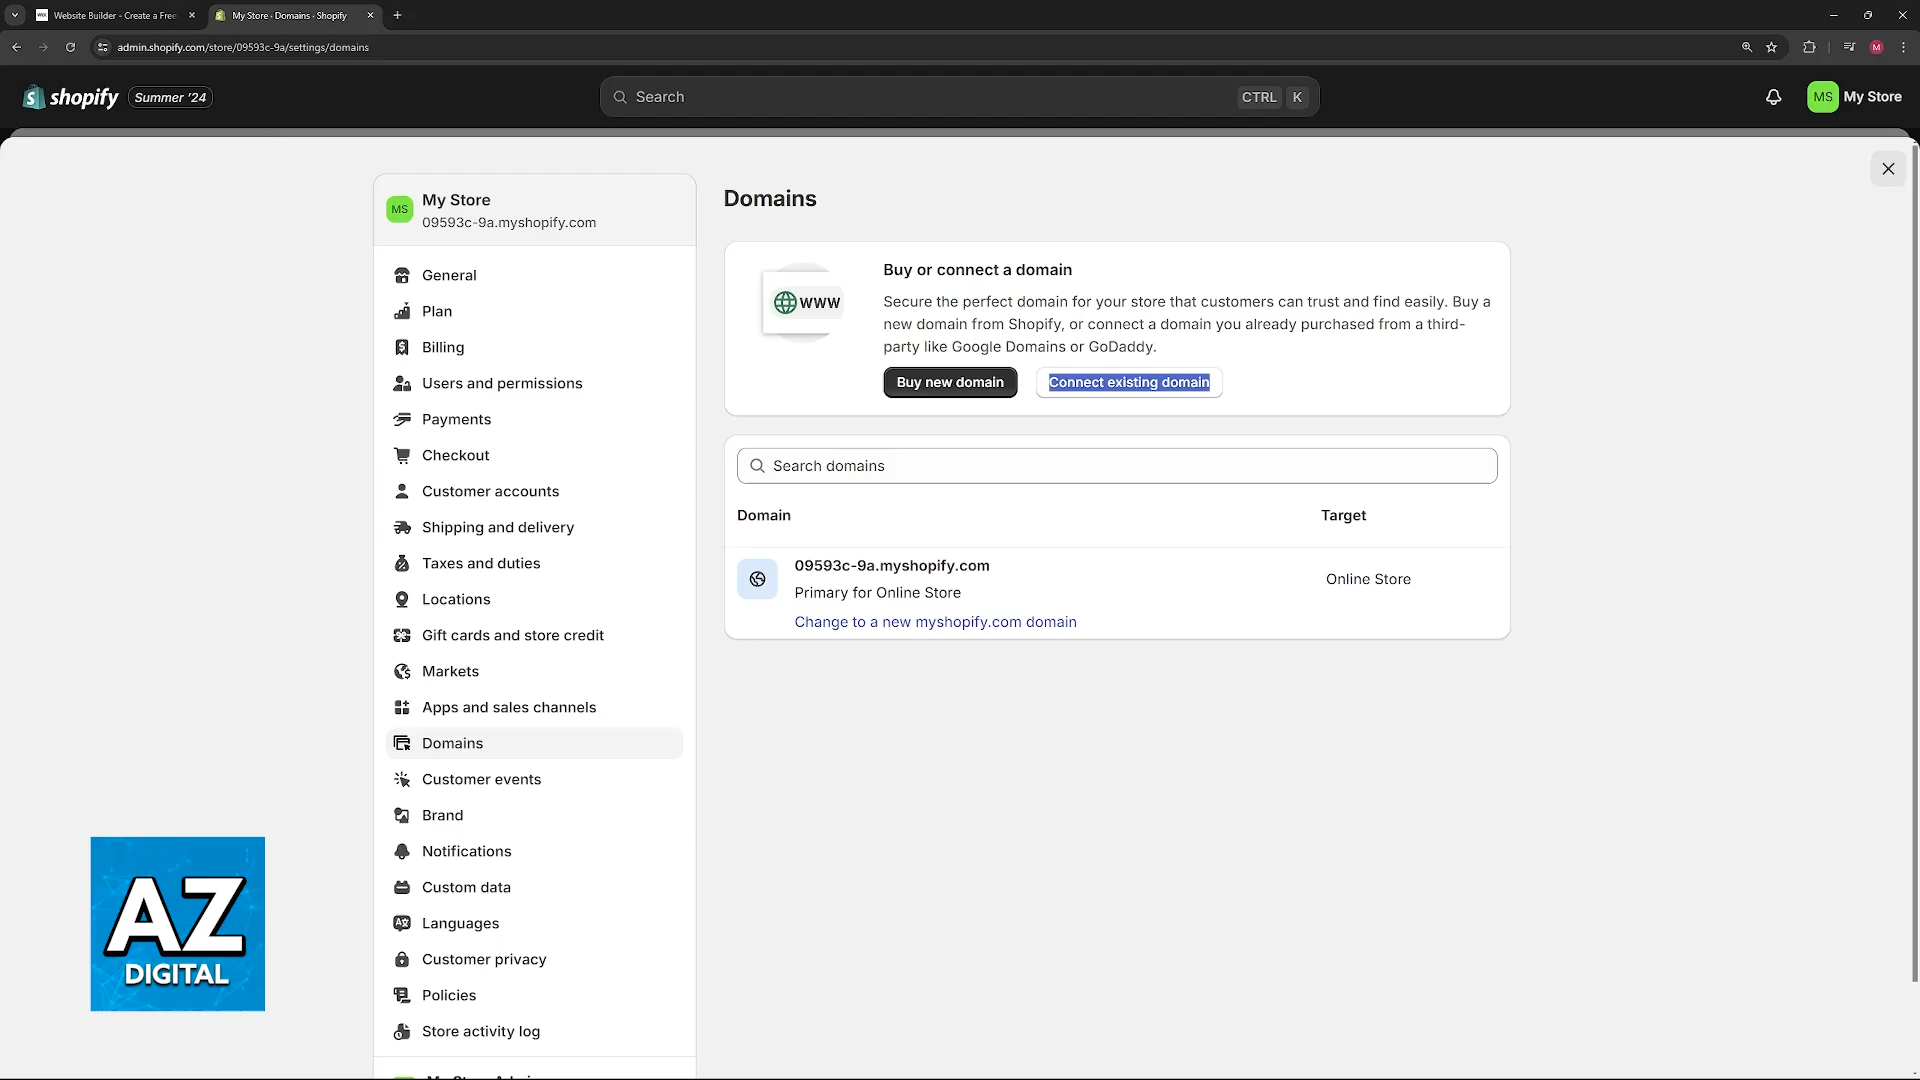 Website Builder - Create a Free
My Store · Domains · Shopify
admin.shopify.com/store/09593c-9a/settings/domains
M
shopify
Summer '24
Search
CTRL K
MS My Store
MS
My Store
09593c-9a.myshopify.com
General
Plan
Billing
Users and permissions
Payments
Checkout
Customer accounts
Shipping and delivery
Taxes and duties
Locations
Gift cards and store credit
Markets
Apps and sales channels
Domains
Customer events
Brand
Notifications
Custom data
Languages
Customer privacy
Policies
Store activity log
Domains
WWW
Buy or connect a domain
Secure the perfect domain for your store that customers can trust and find easily. Buy a
new domain from Shopify, or connect a domain you already purchased from a third-
party like Google Domains or GoDaddy.
Buy new domain
Connect existing domain
Search domains
Domain Target
09593c-9a.myshopify.com
Primary for Online Store
Online Store
Change to a new myshopify.com domain
AZ
DIGITAL